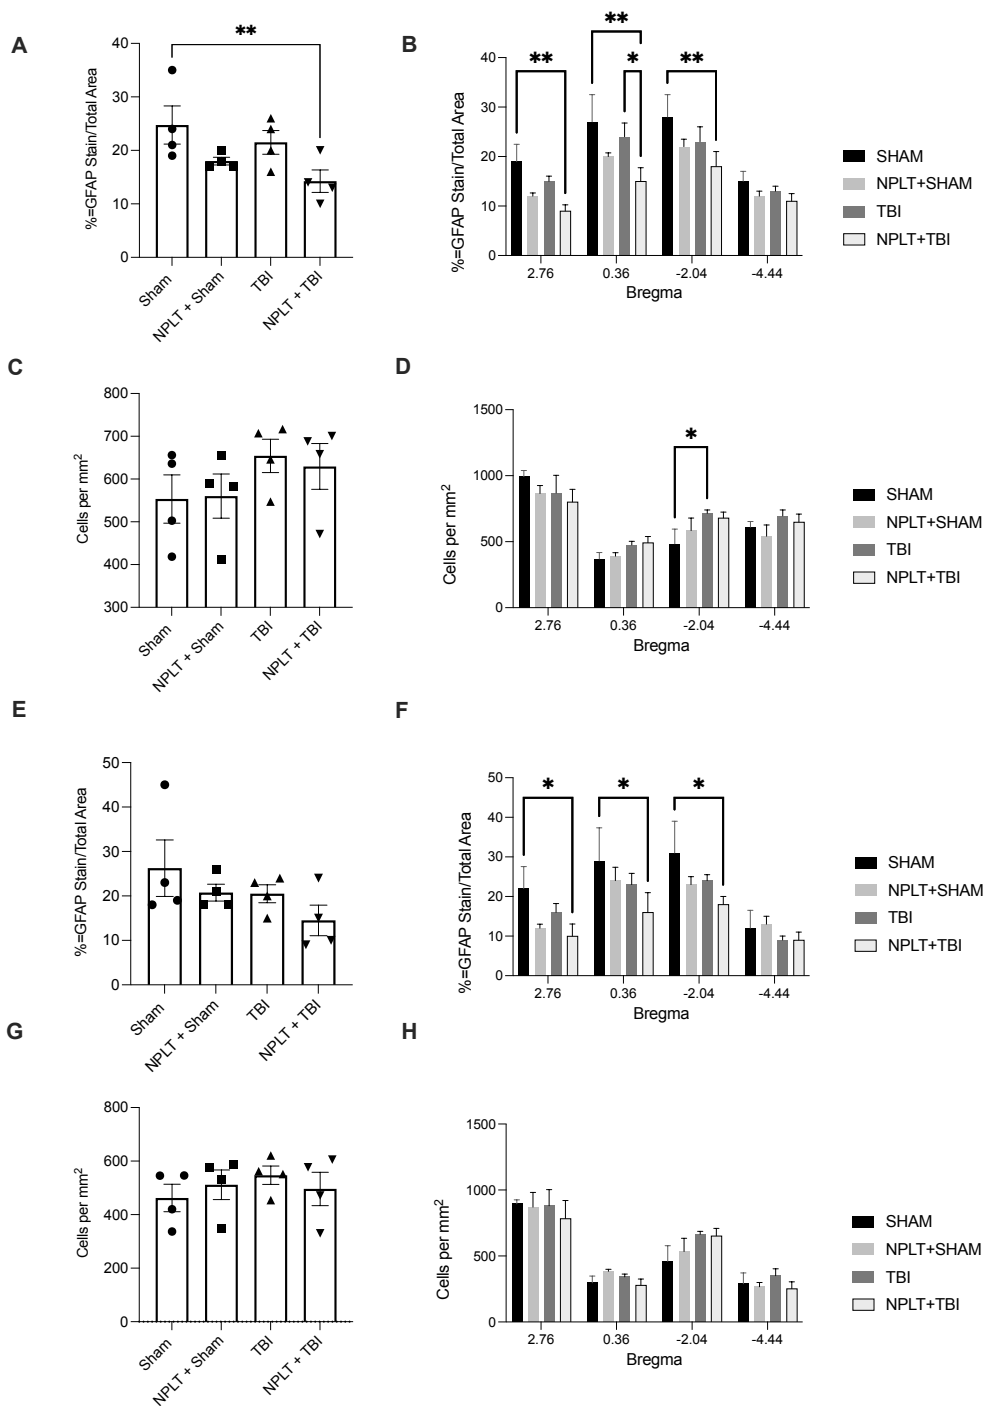 A
**
40
30
20
10
0
%=GFAP Stain/Total Area
Sham
NPLT + Sham
TBI
NPLT + TBI
B
**
**
*
**
40
30
20
10
0
%=GFAP Stain/Total Area
2.76
0.36
-2.04
-4.44
Bregma
SHAM
NPLT+SHAM
TBI
NPLT+TBI
C
800
700
600
500
400
300
Cells per mm2
Sham
NPLT + Sham
TBI
NPLT + TBI
D
*
1500
1000
500
0
Cells per mm2
2.76
0.36
-2.04
-4.44
Bregma
SHAM
NPLT+SHAM
TBI
NPLT+TBI
E
50
40
30
20
10
0
%=GFAP Stain/Total Area
Sham
NPLT + Sham
TBI
NPLT + TBI
F
*
*
*
50
40
30
20
10
0
%=GFAP Stain/Total Area
2.76
0.36
-2.04
-4.44
Bregma
SHAM
NPLT+SHAM
TBI
NPLT+TBI
G
800
600
400
200
0
Cells per mm2
Sham
NPLT + Sham
TBI
NPLT + TBI
H
1500
1000
500
0
Cells per mm2
2.76
0.36
-2.04
-4.44
Bregma
SHAM
NPLT+SHAM
TBI
NPLT+TBI